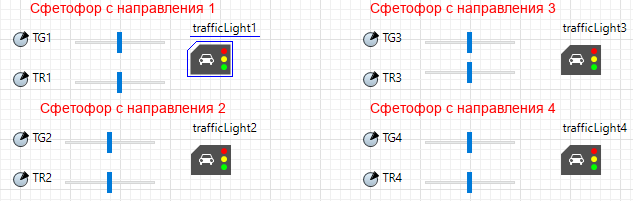 Сфетофор с направления 1
TG1
trafficLight1
TR1
Сфетофор с направления 2
TG2
trafficLight2
TR2
Сфетофор с направления 3
TG3
trafficLight3
TR3
Сфетофор с направления 4
TG4
trafficLight4
TR4